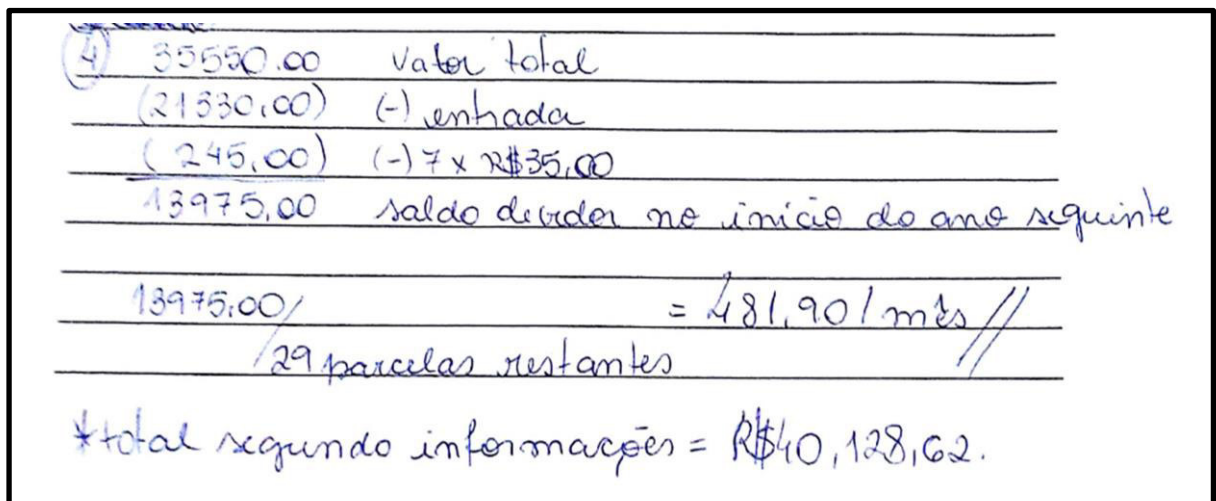 4 35550.00 valor total
(21330,00) (-) entrada
(245,00) (-) 7 x R$35,00
13975,00 saldo devedor no início do ano seguinte
13975,00/ = 481,90/mês//
/29 parcelas restantes
*total segundo informações = R$40,128,62.